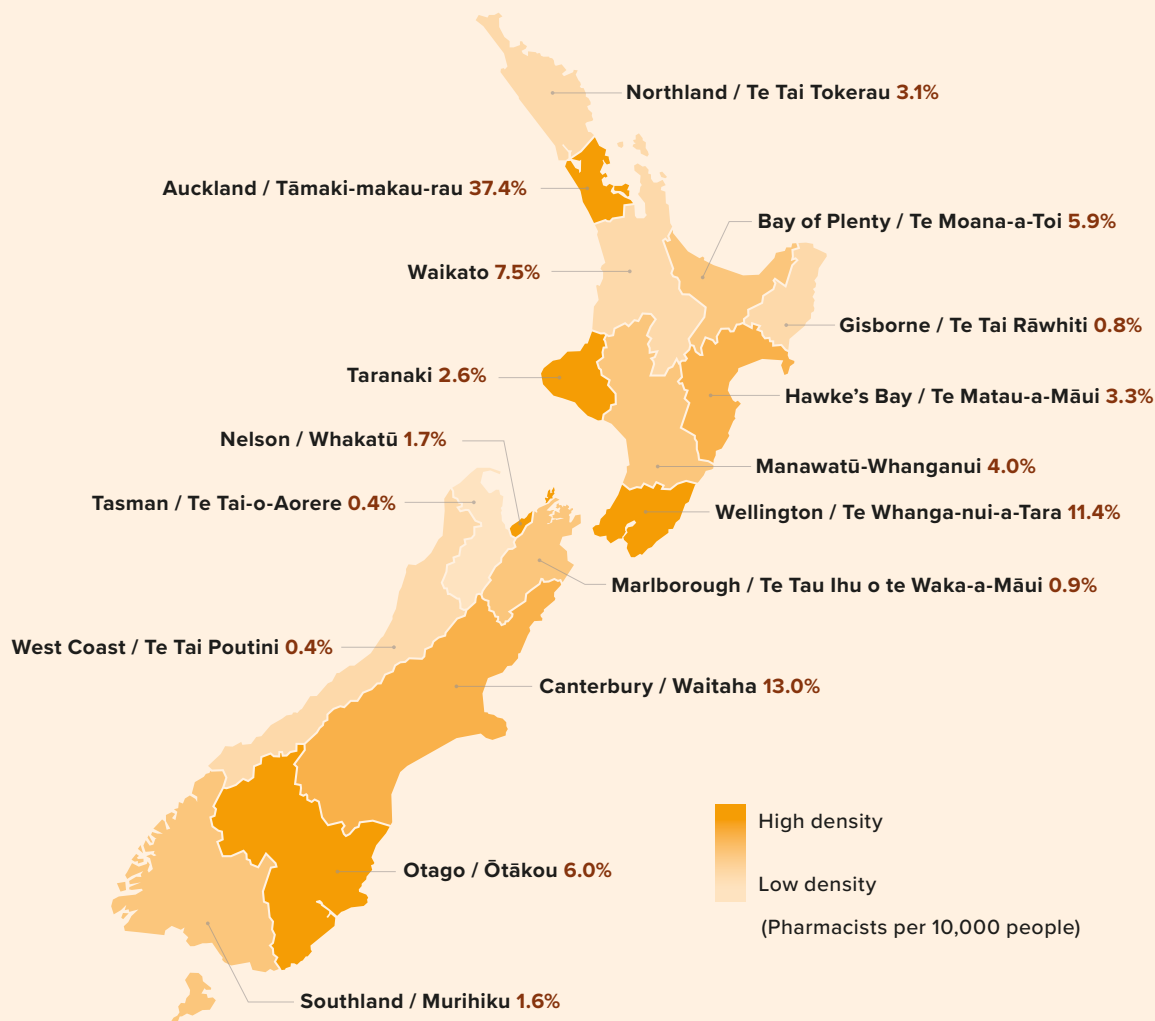 Northland / Te Tai Tokerau 3.1%
Auckland / Tāmaki-makau-rau 37.4%
Bay of Plenty / Te Moana-a-Toi 5.9%
Waikato 7.5%
Gisborne / Te Tai Rāwhiti 0.8%
Taranaki 2.6%
Hawke’s Bay / Te Matau-a-Māui 3.3%
Nelson / Whakatū 1.7%
Manawatū-Whanganui 4.0%
Tasman / Te Tai-o-Aorere 0.4%
Wellington / Te Whanga-nui-a-Tara 11.4%
Marlborough / Te Tau Ihu o te Waka-a-Māui 0.9%
West Coast / Te Tai Poutini 0.4%
Canterbury / Waitaha 13.0%
High density
Otago / Ōtākou 6.0%
Low density
(Pharmacists per 10,000 people)
Southland / Murihiku 1.6%